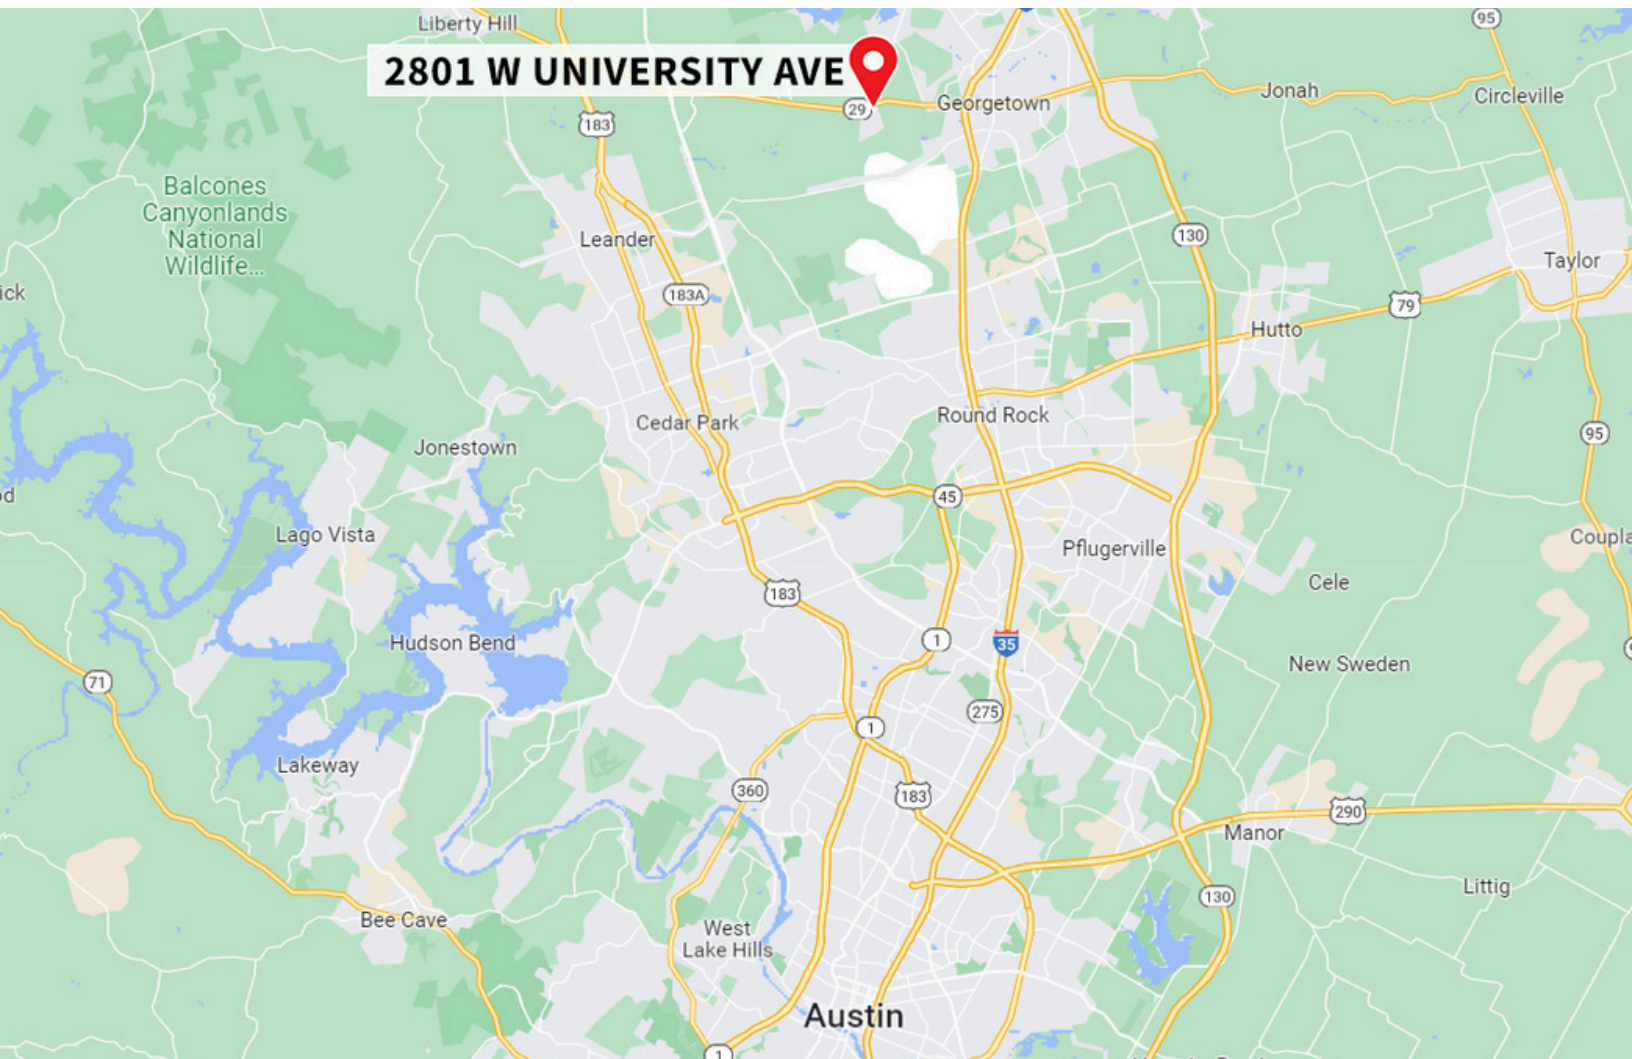 Liberty Hill
95
2801 W UNIVERSITY AVE
29
Georgetown
Jonah
Circleville
183
Balcones
Canyonlands
National
Wildlife...
Leander
130
Taylor
ick
183A
79
Hutto
Cedar Park
Round Rock
95
Jonestown
45
Lago Vista
Pflugerville
Coupla
Cele
183
Hudson Bend
1
35
New Sweden
71
275
1
Lakeway
360
183
290
Manor
Littig
130
Bee Cave
West
Lake Hills
Austin
1